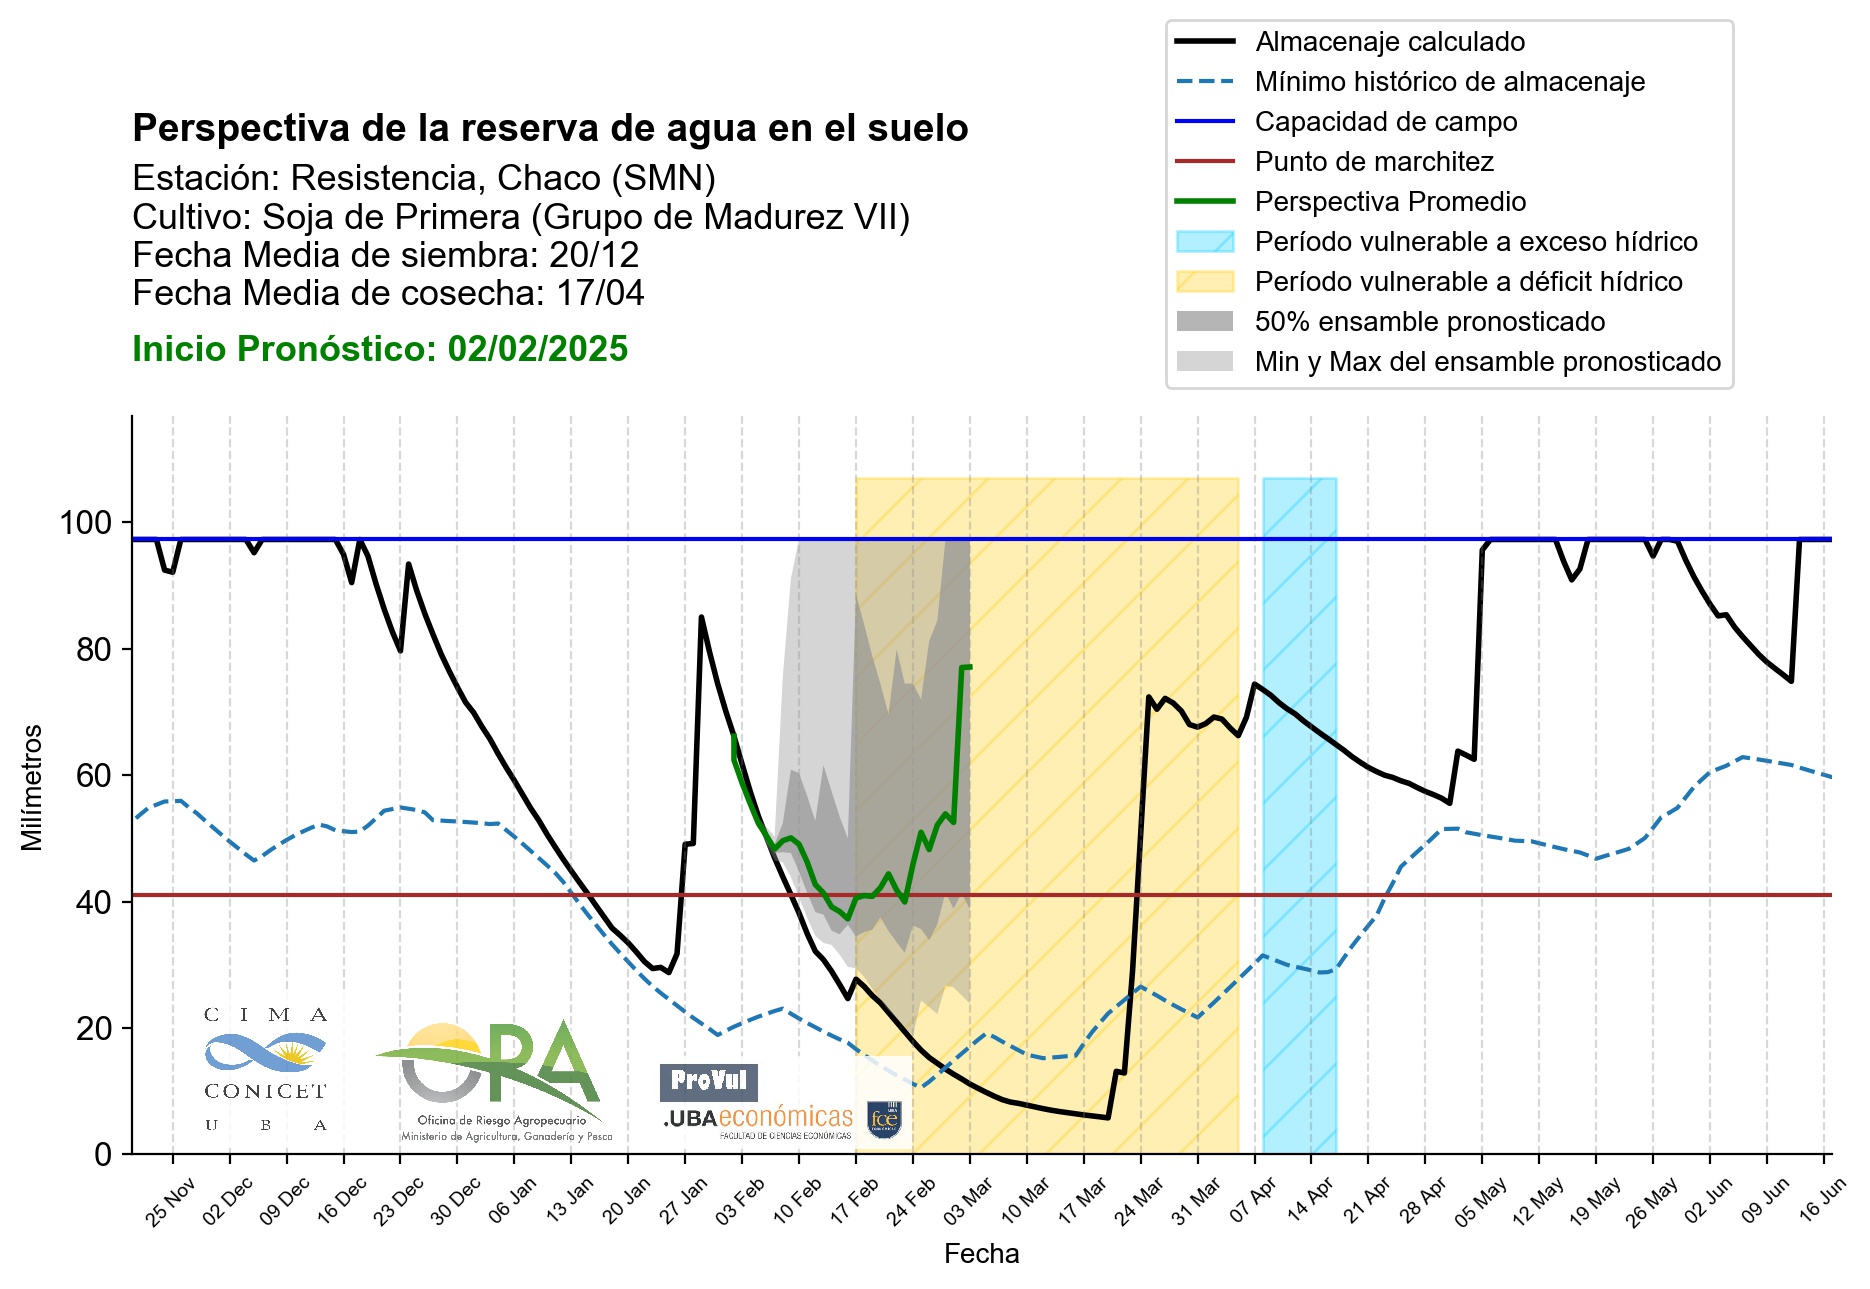 Almacenaje calculado
Mínimo histórico de almacenaje
Capacidad de campo
Punto de marchitez
Perspectiva Promedio
Período vulnerable a exceso hídrico
Período vulnerable a déficit hídrico
50% ensamble pronosticado
Min y Max del ensamble pronosticado
Perspectiva de la reserva de agua en el suelo
Estación: Resistencia, Chaco (SMN)
Cultivo: Soja de Primera (Grupo de Madurez VII)
Fecha Media de siembra: 20/12
Fecha Media de cosecha: 17/04
Inicio Pronóstico: 02/02/2025
Milímetros
100
80
60
40
20
0
CIMA
CONICET
UBA
ORA
Oficina de Riesgo Agropecuario
Ministerio de Agricultura, Ganadería y Pesca
ProVul
.UBAeconómicas
FACULTAD DE CIENCIAS ECONÓMICAS
UBA
fce
ECONÓMICAS
25 Nov
02 Dec
09 Dec
16 Dec
23 Dec
30 Dec
06 Jan
13 Jan
20 Jan
27 Jan
03 Feb
10 Feb
17 Feb
24 Feb
03 Mar
10 Mar
17 Mar
24 Mar
31 Mar
07 Apr
14 Apr
21 Apr
28 Apr
05 May
12 May
19 May
26 May
02 Jun
09 Jun
16 Jun
Fecha